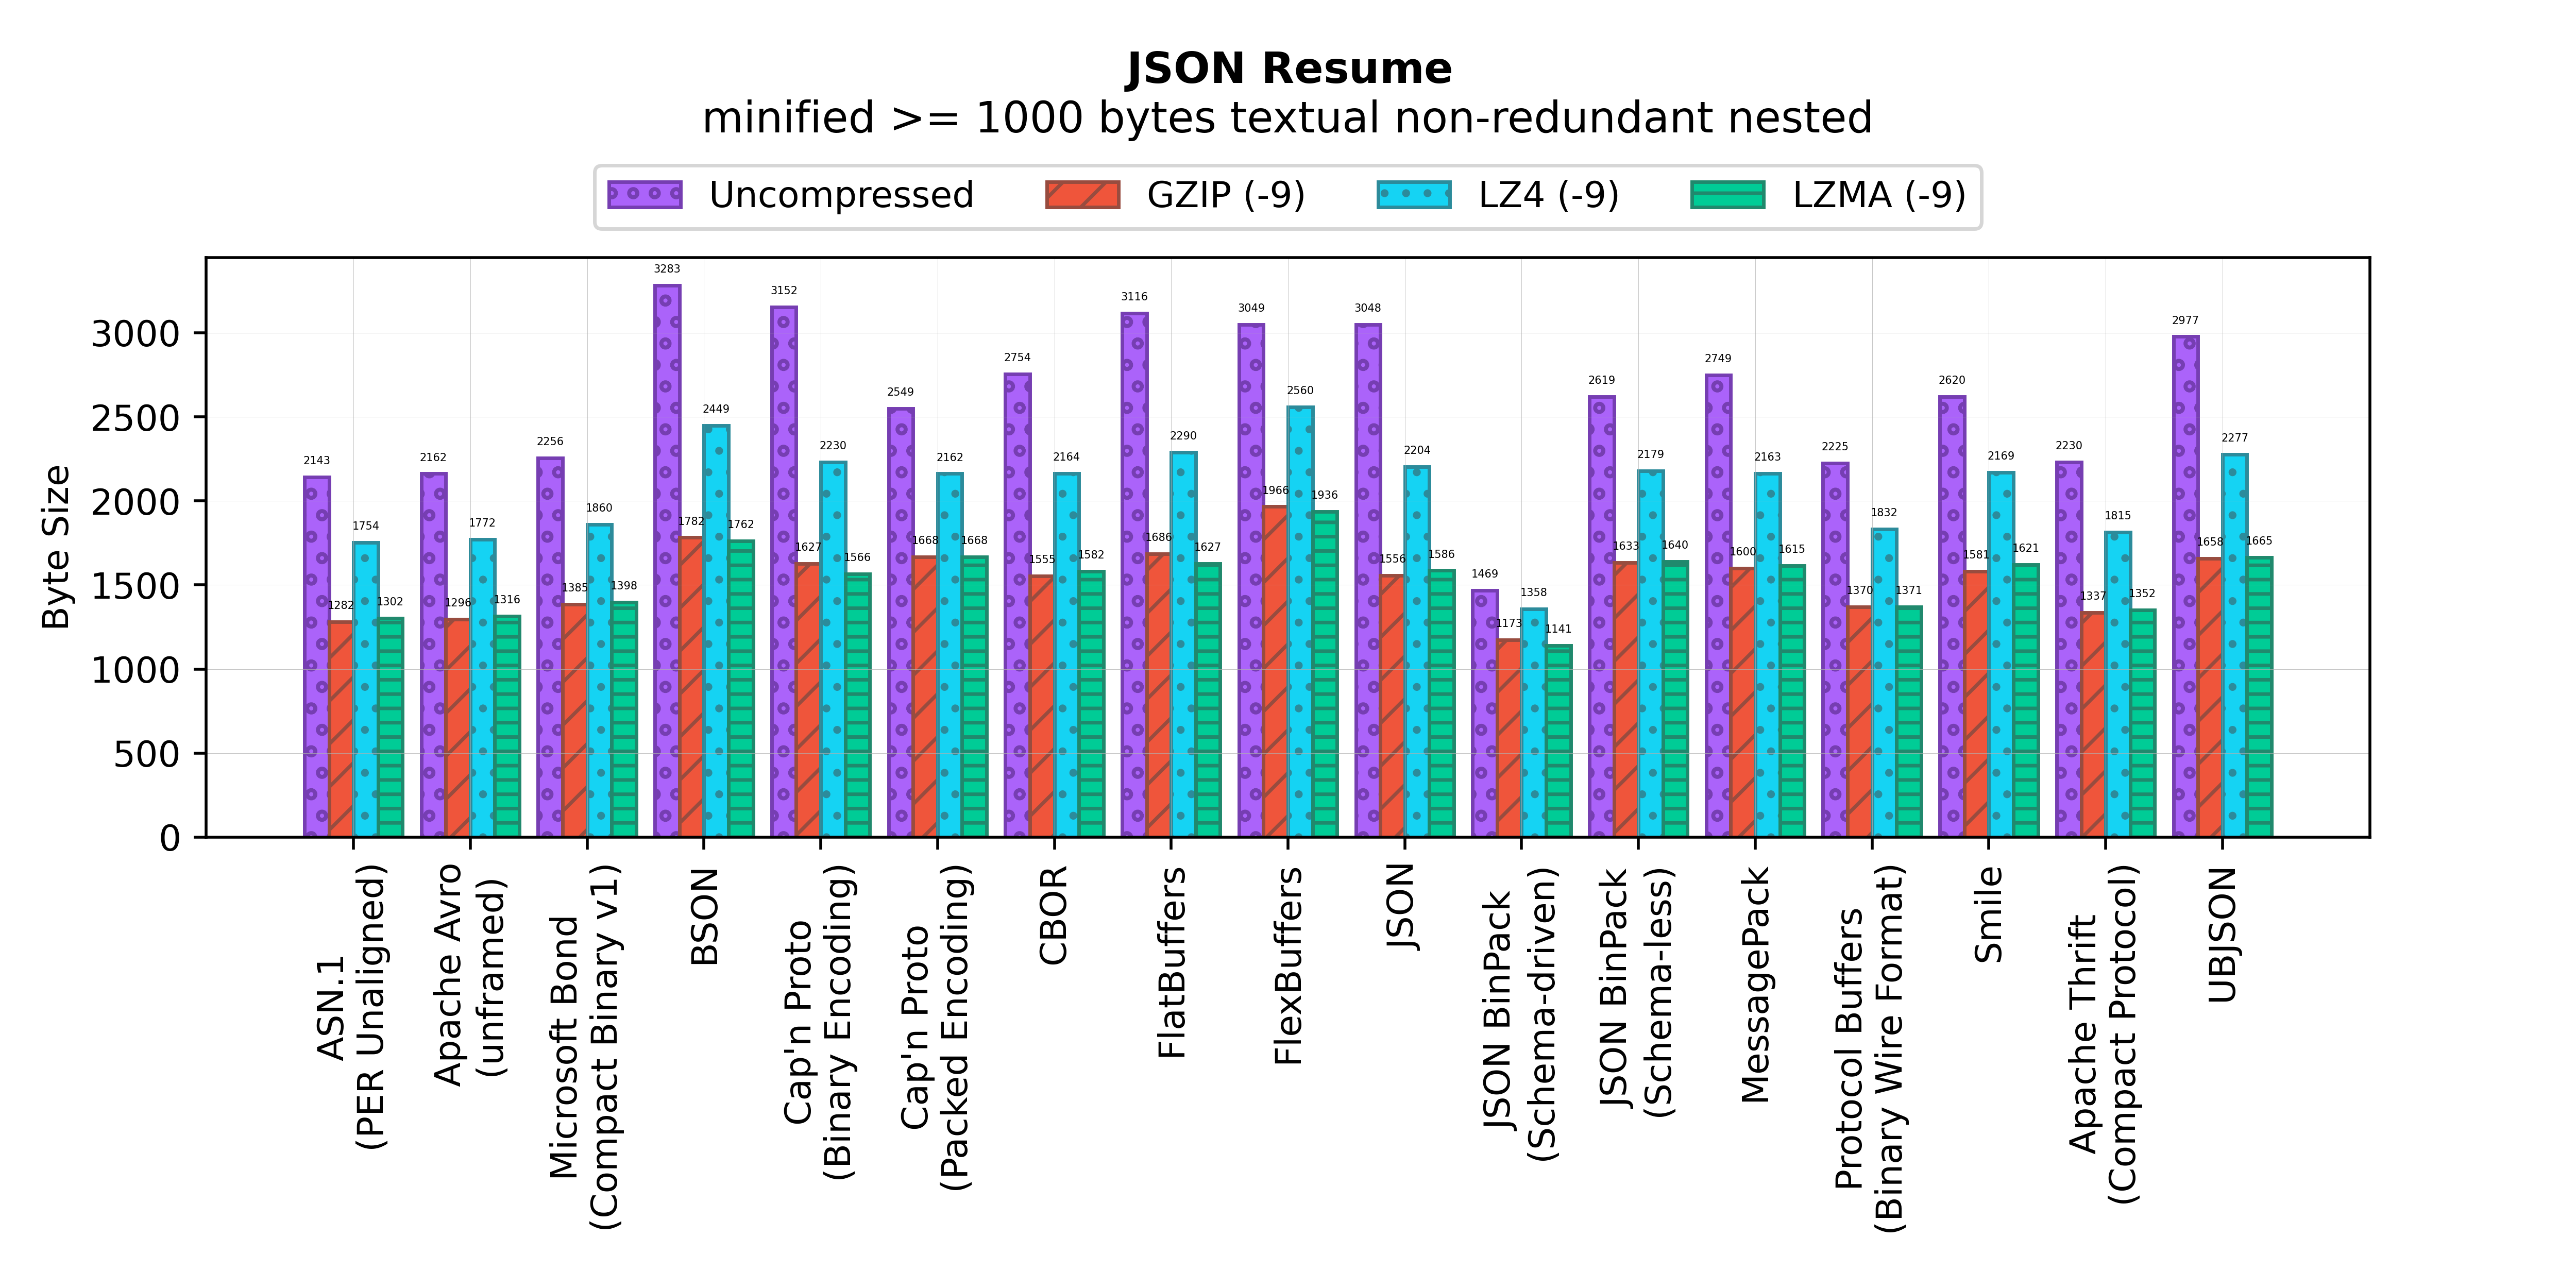 JSON Resume
minified >= 1000 bytes textual non-redundant nested
Uncompressed GZIP (-9) LZ4 (-9) LZMA (-9)
Byte Size
3000
2500
2000
1500
1000
500
0
2143 1282 1754 1302
2162 1296 1772 1316
2256 1385 1860 1398
3283 1782 2449 1762
3152 1627 2230 1566
2549 1668 2162 1668
2754 1555 2164 1582
3116 1686 2290 1627
3049 1966 2560 1936
3048 1556 2204 1586
1469 1173 1358 1141
2619 1633 2179 1640
2749 1600 2163 1615
2225 1370 1832 1371
2620 1581 2169 1621
2230 1337 1815 1352
2977 1658 2277 1665
ASN.1
(PER Unaligned)
Apache Avro
(unframed)
Microsoft Bond
(Compact Binary v1)
BSON
Cap'n Proto
(Binary Encoding)
Cap'n Proto
(Packed Encoding)
CBOR
FlatBuffers
FlexBuffers
JSON
JSON BinPack
(Schema-driven)
JSON BinPack
(Schema-less)
MessagePack
Protocol Buffers
(Binary Wire Format)
Smile
Apache Thrift
(Compact Protocol)
UBJSON